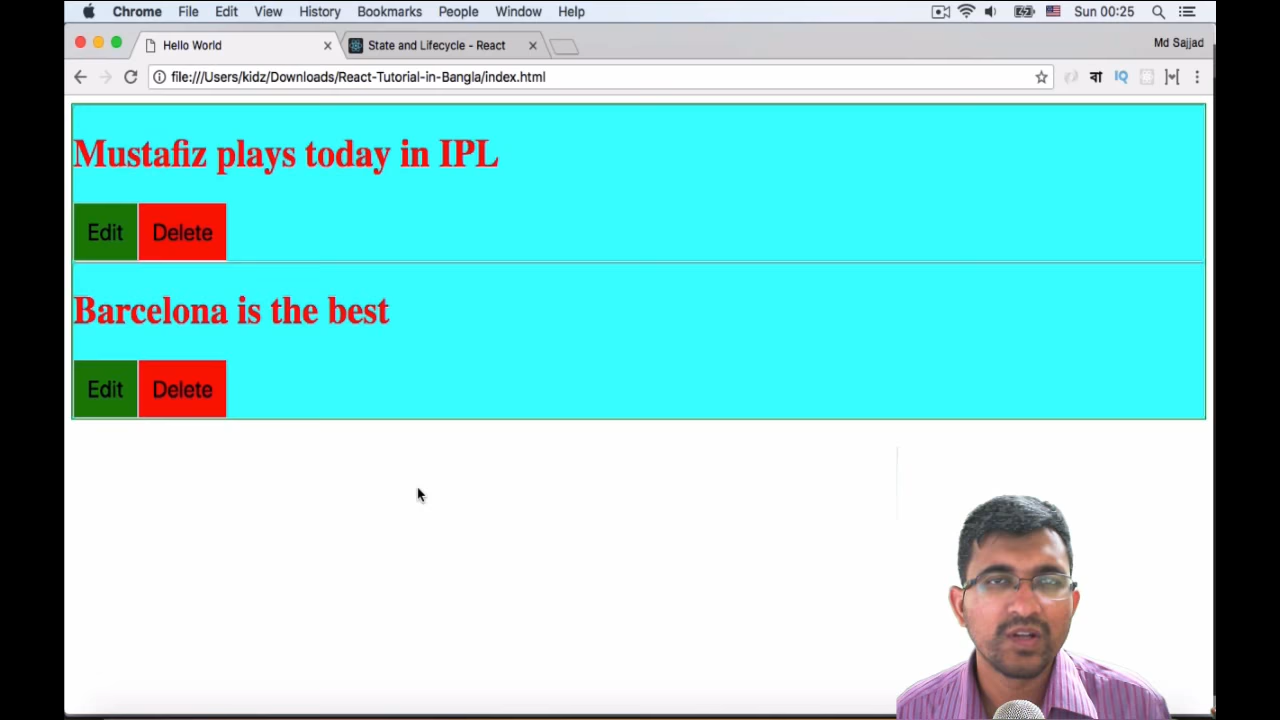 Chrome File Edit View History Bookmarks People Window Help বা Sun 00:25
Hello World State and Lifecycle - React Md Sajjad
file:///Users/kidz/Downloads/React-Tutorial-in-Bangla/index.html বা IQ
Mustafiz plays today in IPL
Edit Delete
Barcelona is the best
Edit Delete